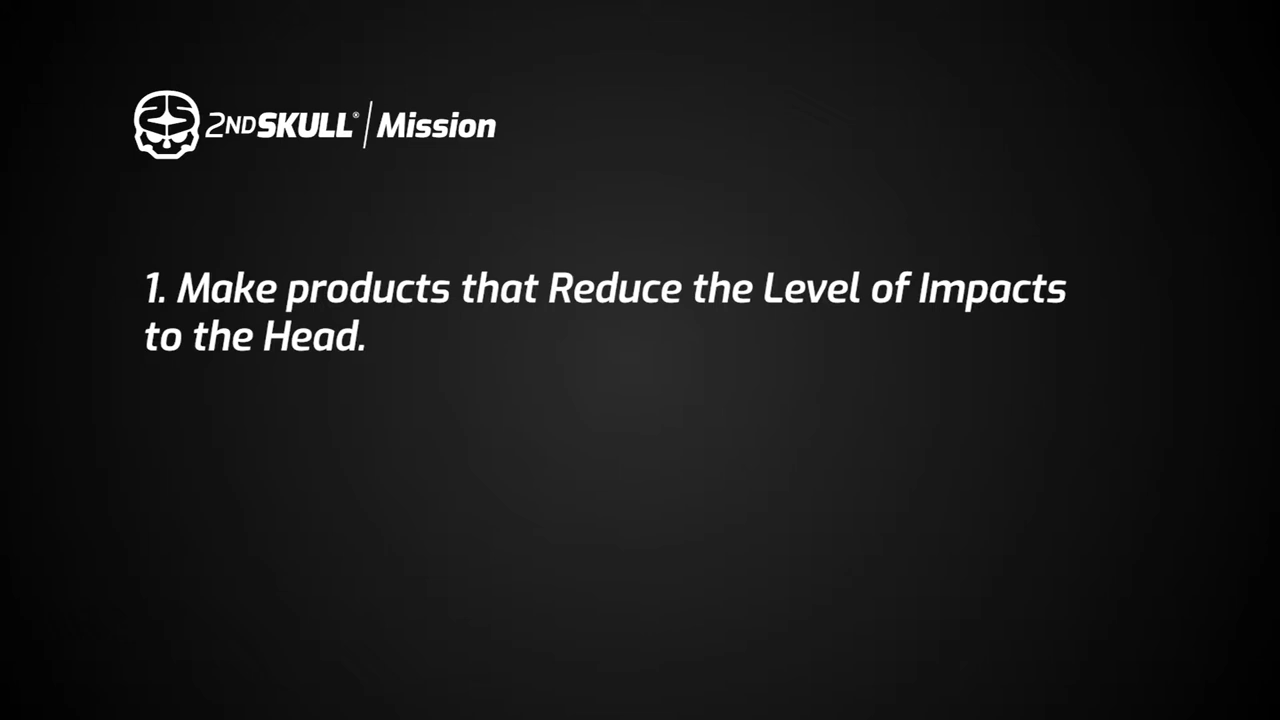 2NDSKULL® | Mission
1. Make products that Reduce the Level of Impacts
to the Head.